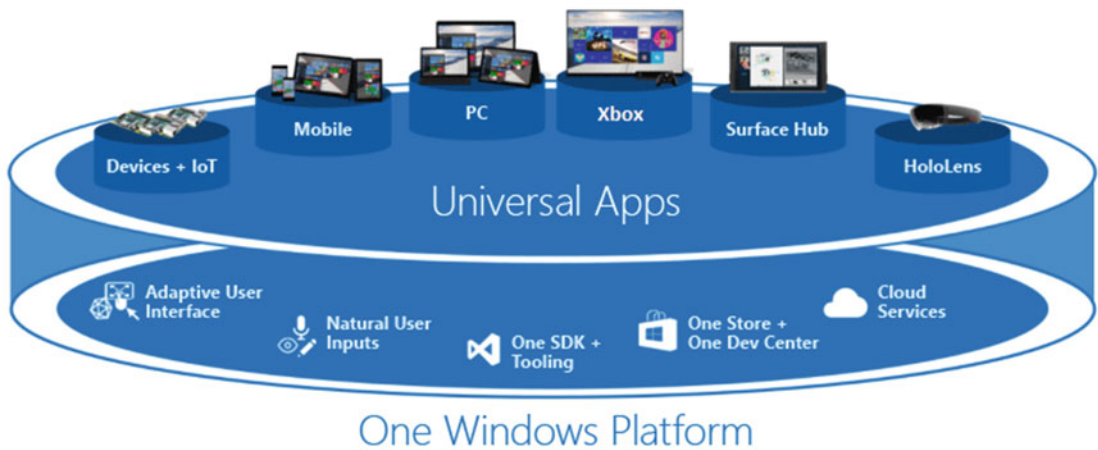 Devices + IoT
Mobile
PC
Xbox
Surface Hub
HoloLens
Universal Apps
Adaptive User
Interface
Natural User
Inputs
One SDK +
Tooling
One Store +
One Dev Center
Cloud
Services
One Windows Platform